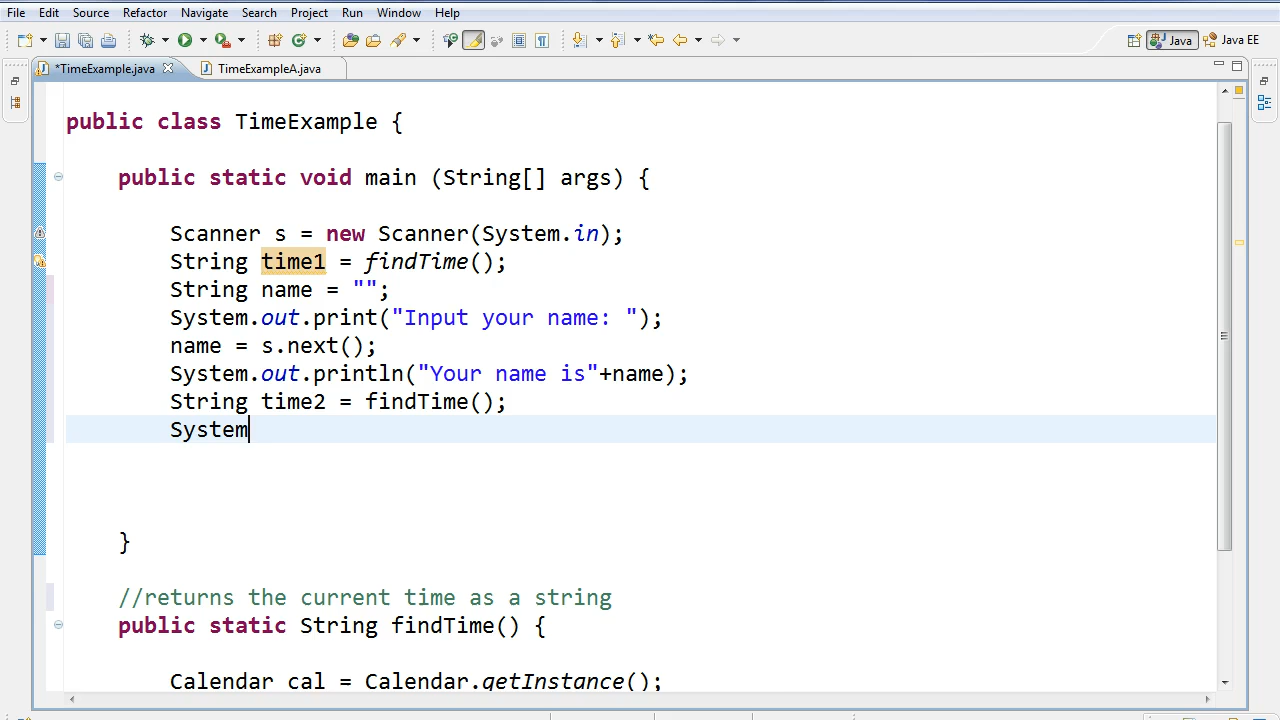 File Edit Source Refactor Navigate Search Project Run Window Help
Java Java EE
*TimeExample.java TimeExampleA.java
public class TimeExample {
public static void main (String[] args) {
Scanner s = new Scanner(System.in);
String time1 = findTime();
String name = "";
System.out.print("Input your name: ");
name = s.next();
System.out.println("Your name is"+name);
String time2 = findTime();
System
}
//returns the current time as a string
public static String findTime() {
Calendar cal = Calendar.getInstance();